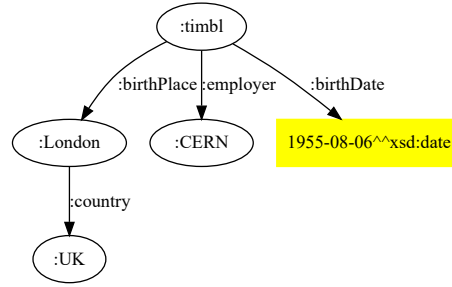 :timbl
:birthPlace
:employer
:birthDate
:London
:CERN
1955-08-06^^xsd:date
:country
:UK